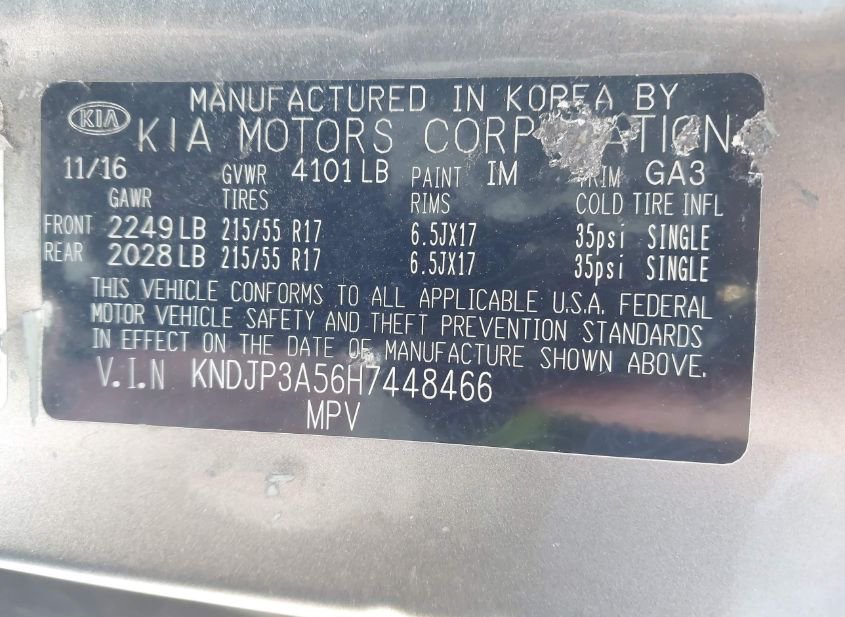 MANUFACTURED IN KOREA BY
KIA KIA MOTORS CORPORATION
11/16 GVWR 4101 LB PAINT IM TRIM GA3
GAWR TIRES RIMS COLD TIRE INFL
FRONT 2249 LB 215/55 R17 6.5JX17 35psi SINGLE
REAR 2028 LB 215/55 R17 6.5JX17 35psi SINGLE
THIS VEHICLE CONFORMS TO ALL APPLICABLE U.S.A. FEDERAL
MOTOR VEHICLE SAFETY AND THEFT PREVENTION STANDARDS
IN EFFECT ON THE DATE OF MANUFACTURE SHOWN ABOVE.
V.I.N KNDJP3A56H7448466
MPV